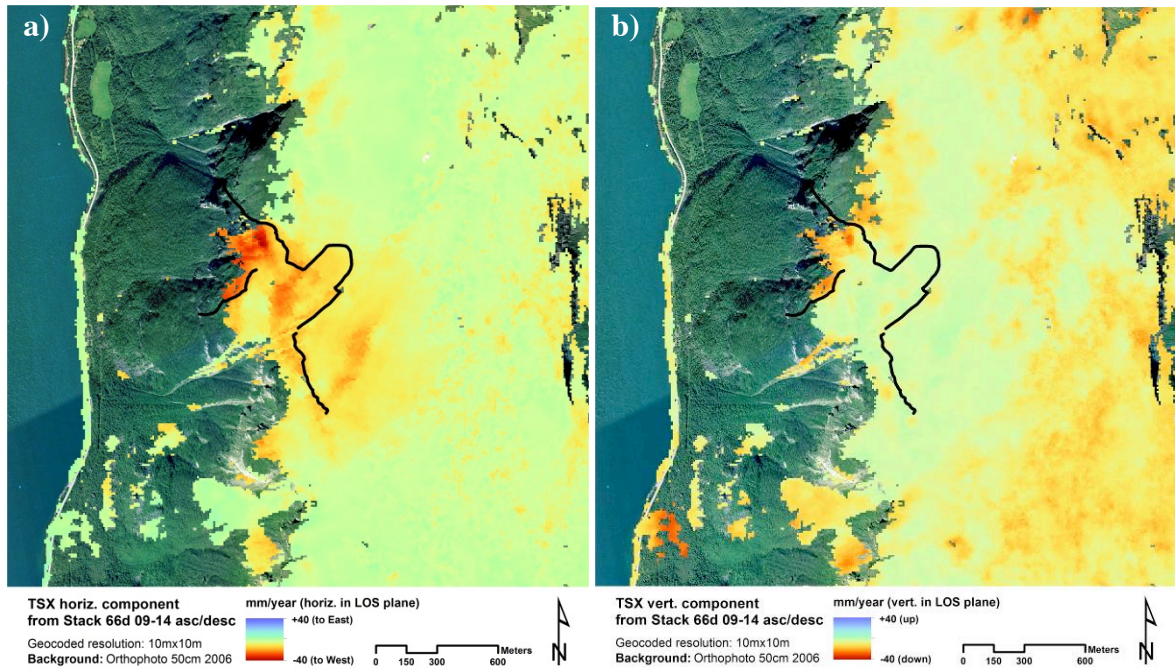 a)
TSX horiz. component
from Stack 66d 09-14 asc/desc
Geocoded resolution: 10mx10m
Background: Orthophoto 50cm 2006
mm/year (horiz. in LOS plane)
+40 (to East)
-40 (to West)
Meters
0 150 300 600
N
b)
TSX vert. component
from Stack 66d 09-14 asc/desc
Geocoded resolution: 10mx10m
Background: Orthophoto 50cm 2006
mm/year (vert. in LOS plane)
+40 (up)
-40 (down)
Meters
0 150 300 600
N